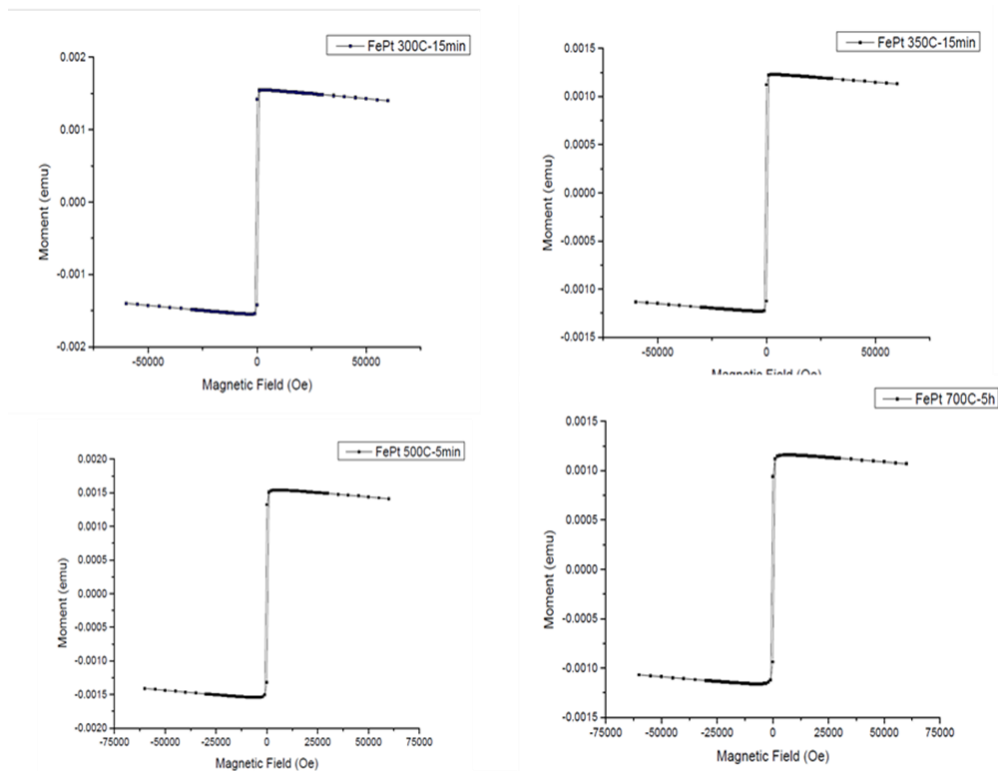 FePt 300C-15min
0.002
0.001
0.000
-0.001
-0.002
Moment (emu)
-50000 0 50000
Magnetic Field (Oe)
FePt 350C-15min
0.0015
0.0010
0.0005
0.0000
-0.0005
-0.0010
-0.0015
Moment (emu)
-50000 0 50000
Magnetic Field (Oe)
FePt 500C-5min
0.0020
0.0015
0.0010
0.0005
0.0000
-0.0005
-0.0010
-0.0015
-0.0020
Moment (emu)
-75000 -50000 -25000 0 25000 50000 75000
Magnetic Field (Oe)
FePt 700C-5h
0.0015
0.0010
0.0005
0.0000
-0.0005
-0.0010
-0.0015
Moment (emu)
-75000 -50000 -25000 0 25000 50000 75000
Magnetic Field (Oe)